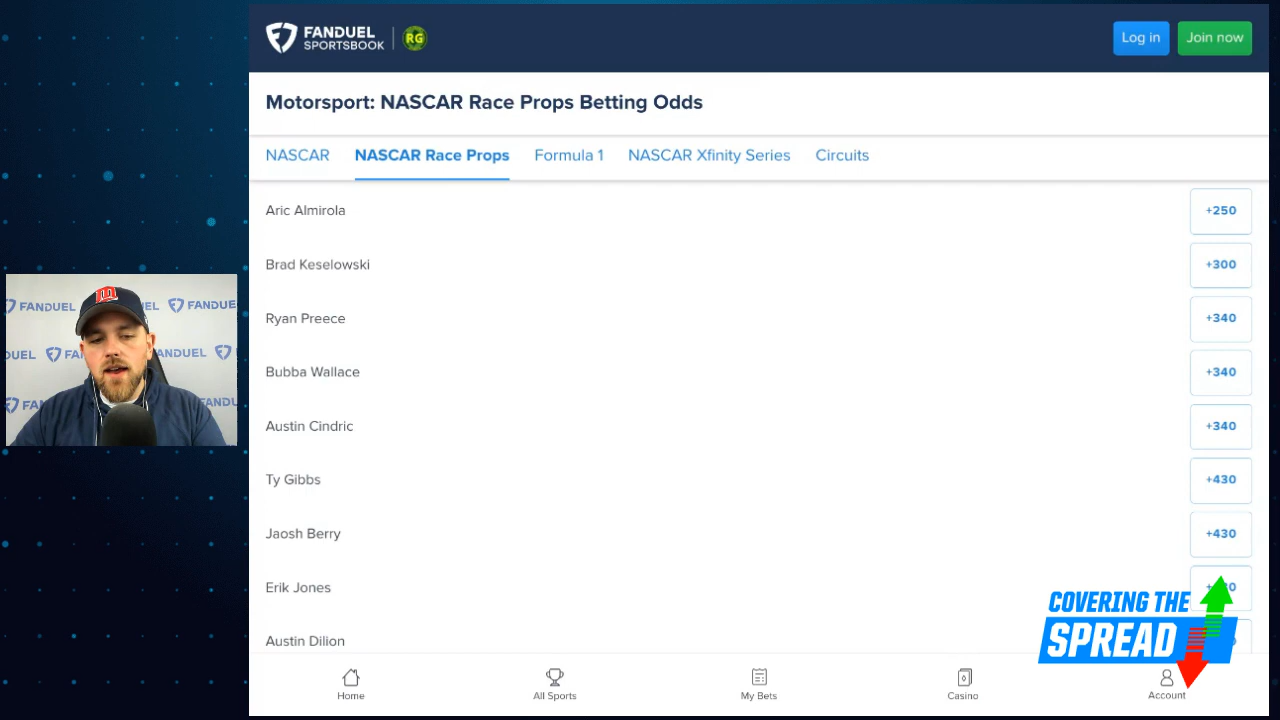 FANDUEL
SPORTSBOOK
RG
Log in
Join now
Motorsport: NASCAR Race Props Betting Odds
NASCAR
NASCAR Race Props
Formula 1
NASCAR Xfinity Series
Circuits
Aric Almirola +250
Brad Keselowski +300
Ryan Preece +340
Bubba Wallace +340
Austin Cindric +340
Ty Gibbs +430
Jaosh Berry +430
Erik Jones
Austin Dilion
COVERING THE
SPREAD
Home
All Sports
My Bets
Casino
Account
FANDUEL
FANDUE
FANDUEL